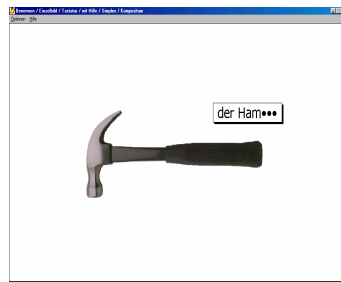 Benennen / Einzelbild / Tastatur / mit Hilfe / Simplex / Kompositum
Optionen Hilfe
der Ham•••